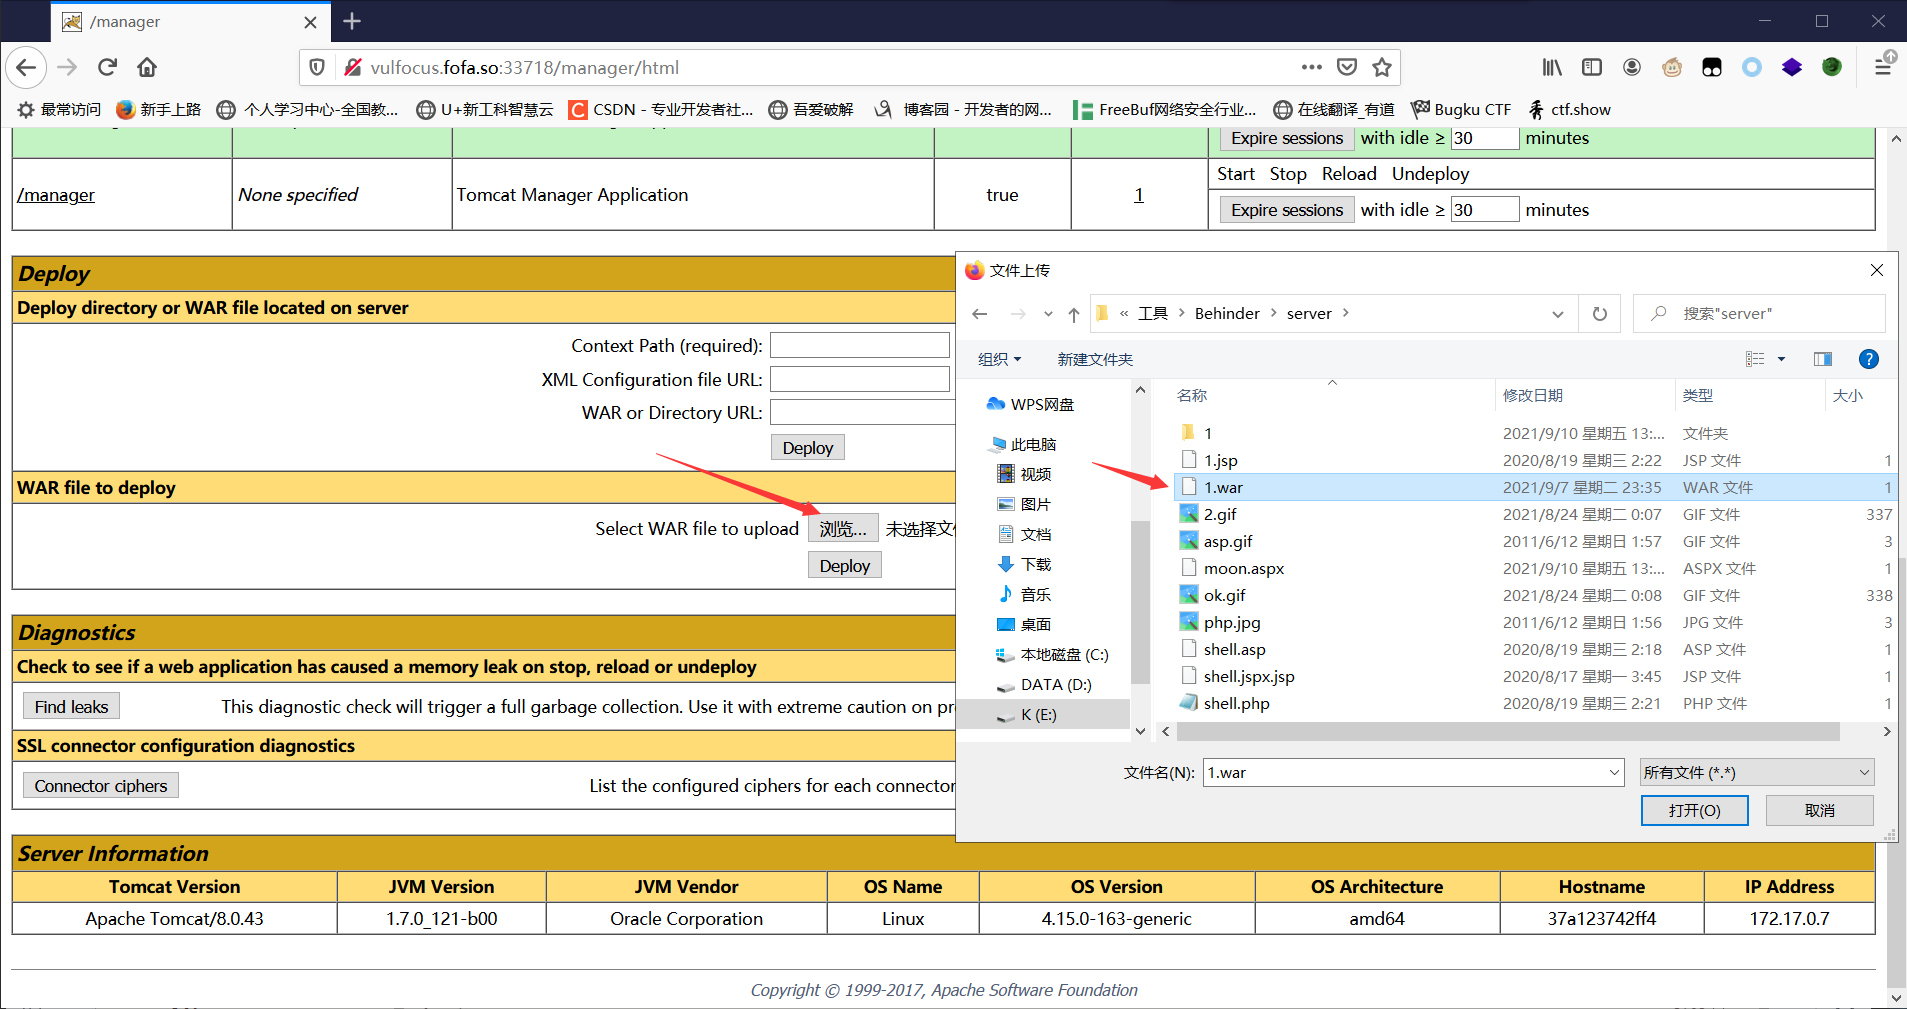 /manager
vulfocus.fofa.so:33718/manager/html
最常访问 新手上路 个人学习中心-全国教... U+新工科智慧云 CSDN - 专业开发者社... 吾爱破解 博客园 - 开发者的网... FreeBuf网络安全行业... 在线翻译_有道 Bugku CTF ctf.show
Expire sessions with idle ≥ 30 minutes
/manager None specified Tomcat Manager Application true 1 Start Stop Reload Undeploy
Expire sessions with idle ≥ 30 minutes
Deploy
Deploy directory or WAR file located on server
Context Path (required):
XML Configuration file URL:
WAR or Directory URL:
Deploy
WAR file to deploy
Select WAR file to upload 浏览... 未选择文
Deploy
Diagnostics
Check to see if a web application has caused a memory leak on stop, reload or undeploy
Find leaks This diagnostic check will trigger a full garbage collection. Use it with extreme caution on pr
SSL connector configuration diagnostics
Connector ciphers List the configured ciphers for each connector
文件上传
« 工具 > Behinder > server > 搜索"server"
组织 新建文件夹
WPS网盘
此电脑
视频
图片
文档
下载
音乐
桌面
本地磁盘 (C:)
DATA (D:)
K (E:)
名称 修改日期 类型 大小
1 2021/9/10 星期五 13:... 文件夹
1.jsp 2020/8/19 星期三 2:22 JSP 文件 1
1.war 2021/9/7 星期二 23:35 WAR 文件 1
2.gif 2021/8/24 星期二 0:07 GIF 文件 337
asp.gif 2011/6/12 星期日 1:57 GIF 文件 3
moon.aspx 2021/9/10 星期五 13:... ASPX 文件 1
ok.gif 2021/8/24 星期二 0:08 GIF 文件 338
php.jpg 2011/6/12 星期日 1:56 JPG 文件 3
shell.asp 2020/8/19 星期三 2:18 ASP 文件 1
shell.jspx.jsp 2020/8/17 星期一 3:45 JSP 文件 1
shell.php 2020/8/19 星期三 2:21 PHP 文件 1
文件名(N): 1.war 所有文件 (*.*)
打开(O) 取消
Server Information
Tomcat Version JVM Version JVM Vendor OS Name OS Version OS Architecture Hostname IP Address
Apache Tomcat/8.0.43 1.7.0_121-b00 Oracle Corporation Linux 4.15.0-163-generic amd64 37a123742ff4 172.17.0.7
Copyright © 1999-2017, Apache Software Foundation